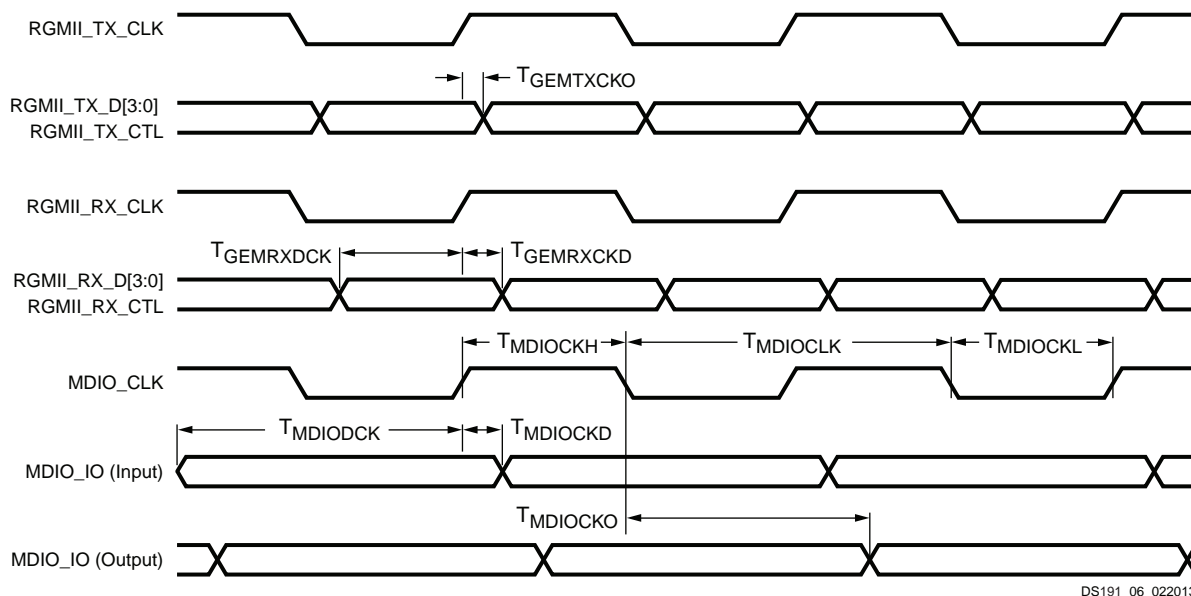 RGMII_TX_CLK
TGEMTXCKO
RGMII_TX_D[3:0]
RGMII_TX_CTL
RGMII_RX_CLK
TGEMRXDCK
TGEMRXCKD
RGMII_RX_D[3:0]
RGMII_RX_CTL
TMDIOCKH
TMDIOCLK
TMDIOCKL
MDIO_CLK
TMDIODCK
TMDIOCKD
MDIO_IO (Input)
TMDIOCKO
MDIO_IO (Output)
DS191_06_022013